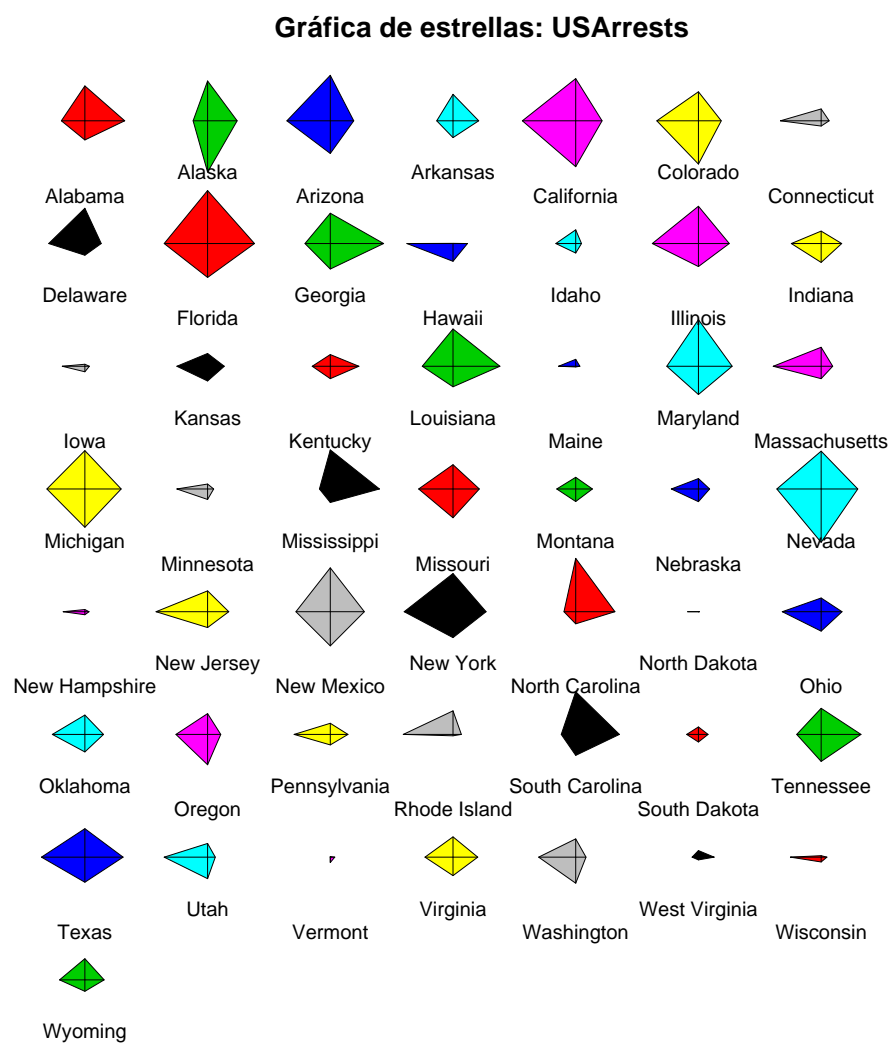 Gráfica de estrellas: USArrests
Alabama
Alaska
Arizona
Arkansas
California
Colorado
Connecticut
Delaware
Florida
Georgia
Hawaii
Idaho
Illinois
Indiana
Iowa
Kansas
Kentucky
Louisiana
Maine
Maryland
Massachusetts
Michigan
Minnesota
Mississippi
Missouri
Montana
Nebraska
Nevada
New Hampshire
New Jersey
New Mexico
New York
North Carolina
North Dakota
Ohio
Oklahoma
Oregon
Pennsylvania
Rhode Island
South Carolina
South Dakota
Tennessee
Texas
Utah
Vermont
Virginia
Washington
West Virginia
Wisconsin
Wyoming